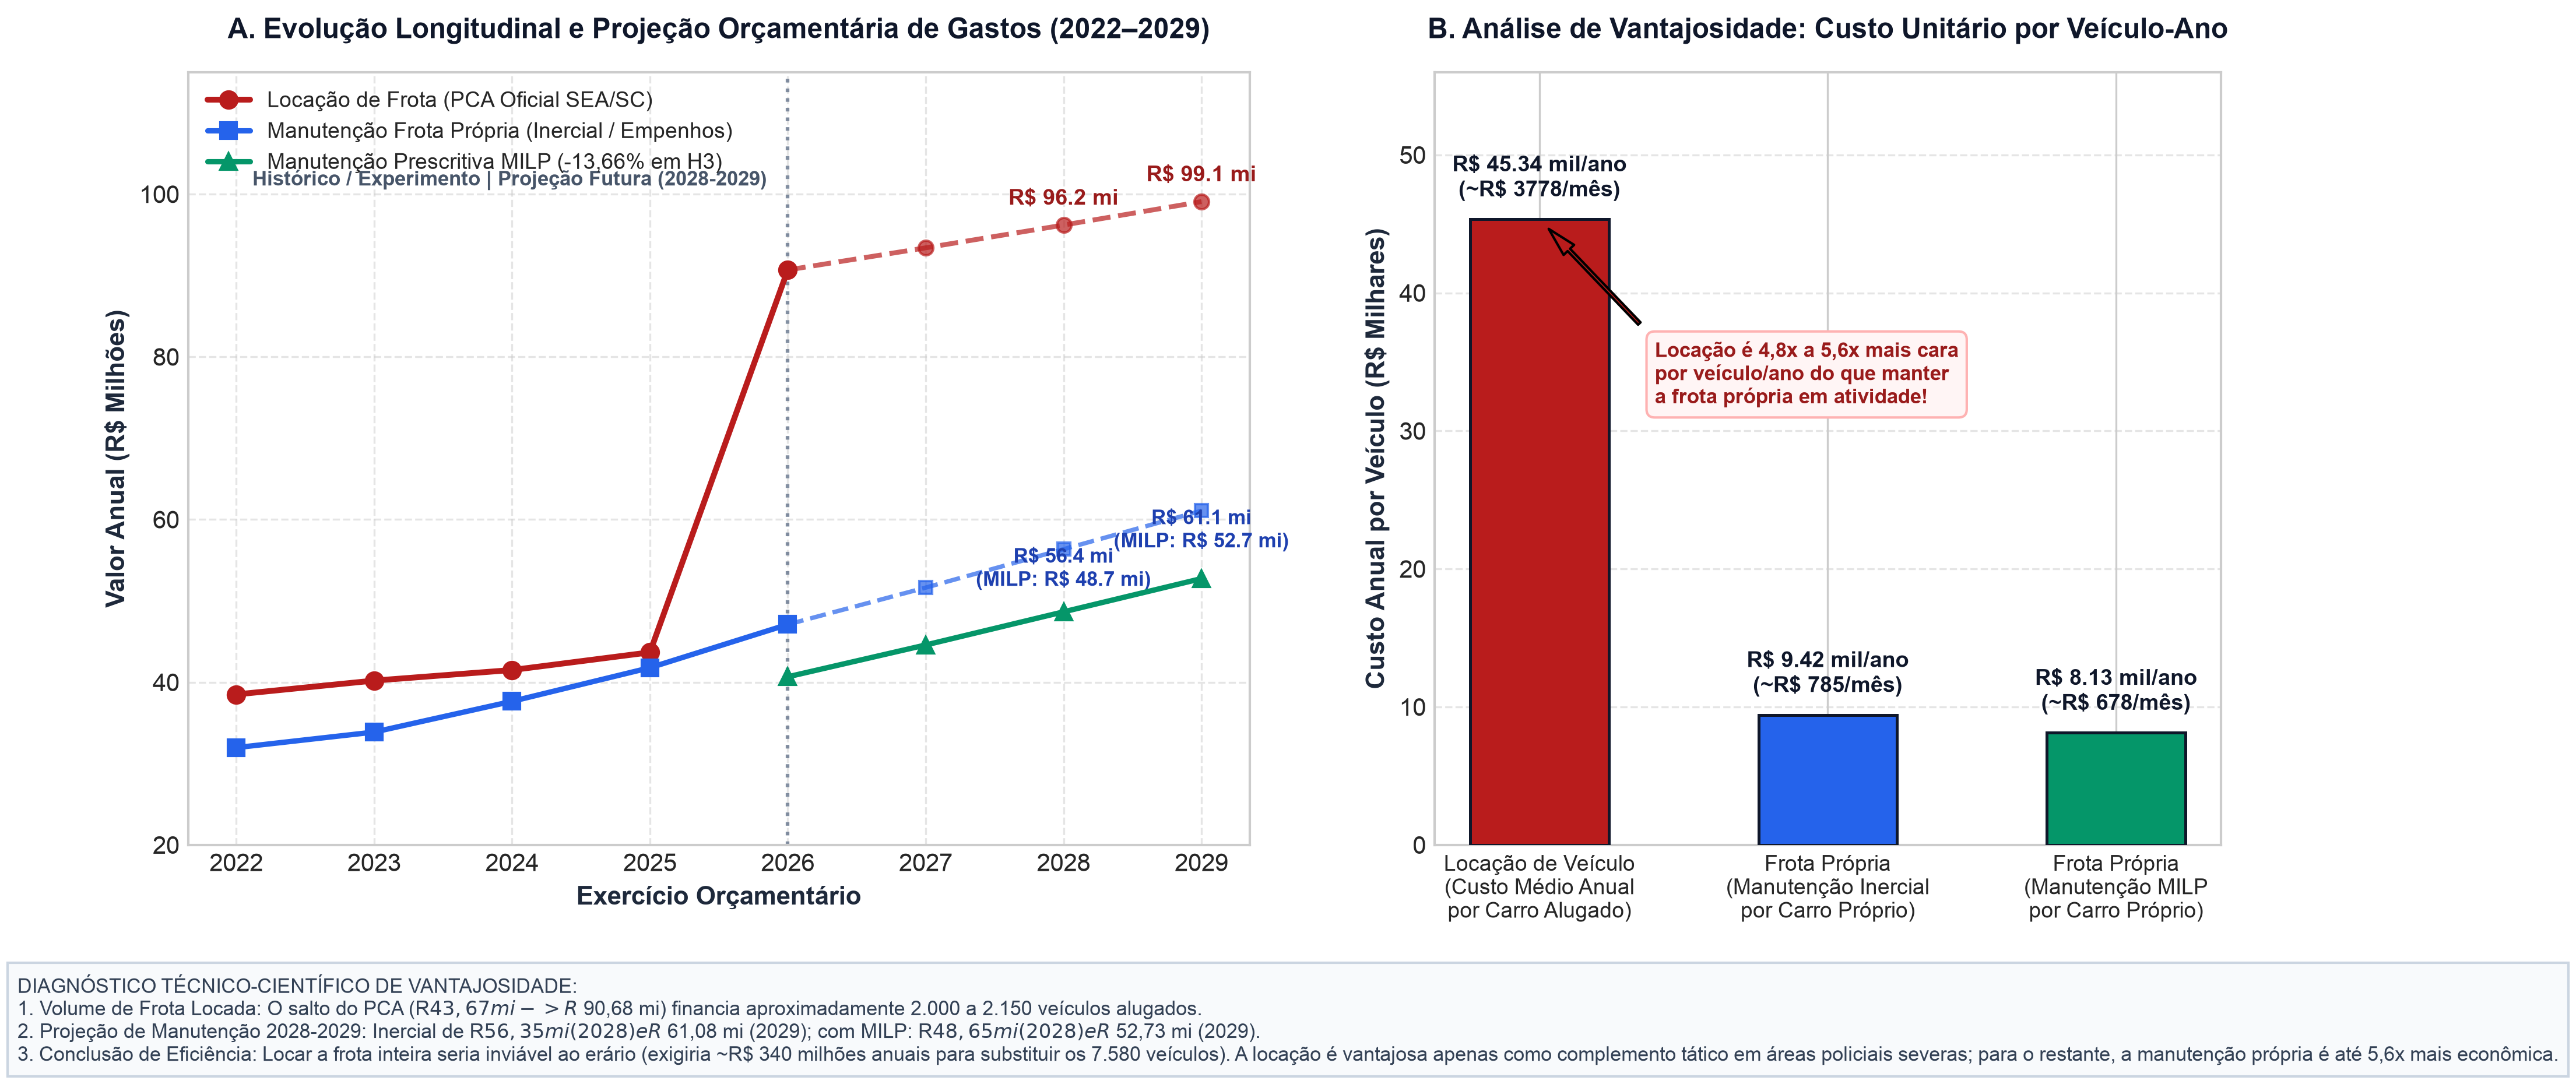 A. Evolução Longitudinal e Projeção Orçamentária de Gastos (2022–2029)
Locação de Frota (PCA Oficial SEA/SC)
Manutenção Frota Própria (Inercial / Empenhos)
Manutenção Prescritiva MILP (-13,66% em H3)
Histórico / Experimento | Projeção Futura (2028-2029)
R$ 99.1 mi
R$ 96.2 mi
R$ 61.1 mi
(MILP: R$ 52.7 mi)
R$ 56.4 mi
(MILP: R$ 48.7 mi)
Valor Anual (R$ Milhões)
100
80
60
40
20
2022 2023 2024 2025 2026 2027 2028 2029
Exercício Orçamentário
B. Análise de Vantajosidade: Custo Unitário por Veículo-Ano
Custo Anual por Veículo (R$ Milhares)
50
40
30
20
10
0
R$ 45.34 mil/ano
(~R$ 3778/mês)
Locação é 4,8x a 5,6x mais cara
por veículo/ano do que manter
a frota própria em atividade!
R$ 9.42 mil/ano
(~R$ 785/mês)
R$ 8.13 mil/ano
(~R$ 678/mês)
Locação de Veículo
(Custo Médio Anual
por Carro Alugado)
Frota Própria
(Manutenção Inercial
por Carro Próprio)
Frota Própria
(Manutenção MILP
por Carro Próprio)
DIAGNÓSTICO TÉCNICO-CIENTÍFICO DE VANTAJOSIDADE:
1. Volume de Frota Locada: O salto do PCA (R43, 67mi − > R 90,68 mi) financia aproximadamente 2.000 a 2.150 veículos alugados.
2. Projeção de Manutenção 2028-2029: Inercial de R56, 35mi(2028)eR 61,08 mi (2029); com MILP: R48, 65mi(2028)eR 52,73 mi (2029).
3. Conclusão de Eficiência: Locar a frota inteira seria inviável ao erário (exigiria ~R$ 340 milhões anuais para substituir os 7.580 veículos). A locação é vantajosa apenas como complemento tático em áreas policiais severas; para o restante, a manutenção própria é até 5,6x mais econômica.